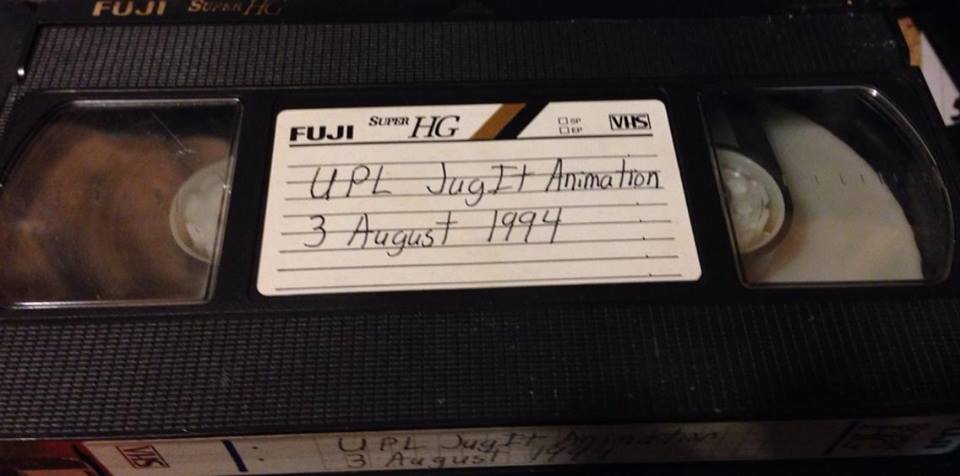 FUJI SUPER HG
FUJI SUPER HG SP VHS
EP
UPL JugIt Animation
3 August 1994
VHS UPL JugIt Animation
3 August 1994